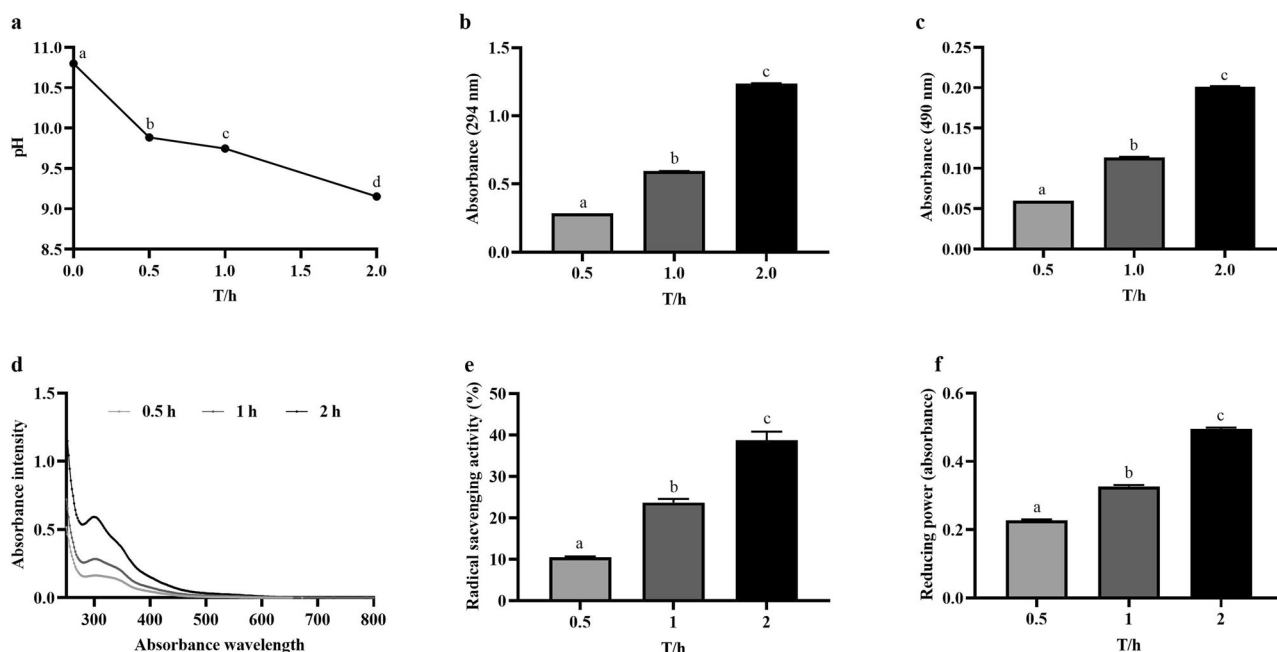 a
11.0
10.5
10.0
9.5
9.0
8.5
pH
a
b
c
d
0.0
0.5
1.0
1.5
2.0
T/h
b
1.5
1.0
0.5
0.0
Absorbance (294 nm)
a
b
c
0.5
1.0
2.0
T/h
c
0.25
0.20
0.15
0.10
0.05
0.00
Absorbance (490 nm)
a
b
c
0.5
1.0
2.0
T/h
d
1.5
1.0
0.5
0.0
Absorbance intensity
0.5 h
1 h
2 h
300
400
500
600
700
800
Absorbance wavelength
e
50
40
30
20
10
0
Radical sacvenging activity (%)
a
b
c
0.5
1
2
T/h
f
0.6
0.4
0.2
0.0
Reducing power (absorbance)
a
b
c
0.5
1
2
T/h